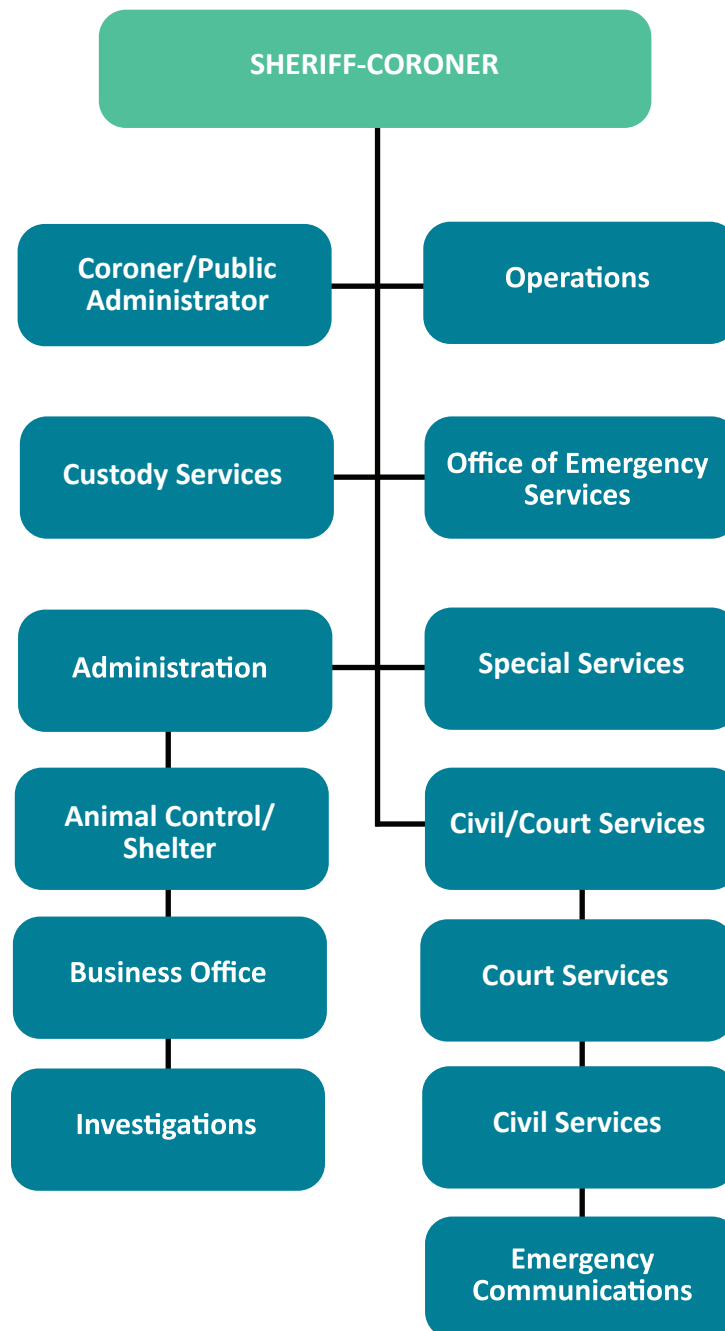 SHERIFF-CORONER
Coroner/Public
Administrator
Operations
Custody Services
Office of Emergency
Services
Administration
Special Services
Animal Control/
Shelter
Civil/Court Services
Business Office
Court Services
Investigations
Civil Services
Emergency
Communications